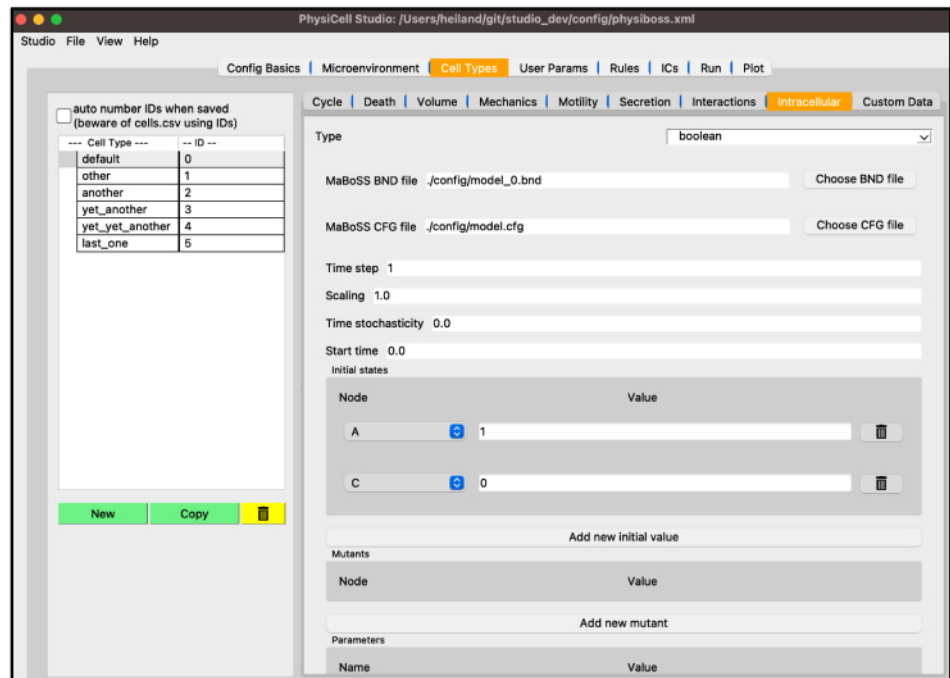 PhysiCell Studio: /Users/heiland/git/studio_dev/config/physiboss.xml
Studio File View Help
Config Basics | Microenvironment | Cell Types User Params | Rules | ICs | Run | Plot
auto number IDs when saved
(beware of cells.csv using IDs)
--- Cell Type --- -- ID --
default 0
other 1
another 2
yet_another 3
yet_yet_another 4
last_one 5
New Copy
Cycle | Death | Volume | Mechanics | Motility | Secretion | Interactions | Intracellular Custom Data
Type boolean
MaBoSS BND file ./config/model_0.bnd Choose BND file
MaBoSS CFG file ./config/model.cfg Choose CFG file
Time step 1
Scaling 1.0
Time stochasticity 0.0
Start time 0.0
Initial states
Node Value
A 1
C 0
Add new initial value
Mutants
Node Value
Add new mutant
Parameters
Name Value